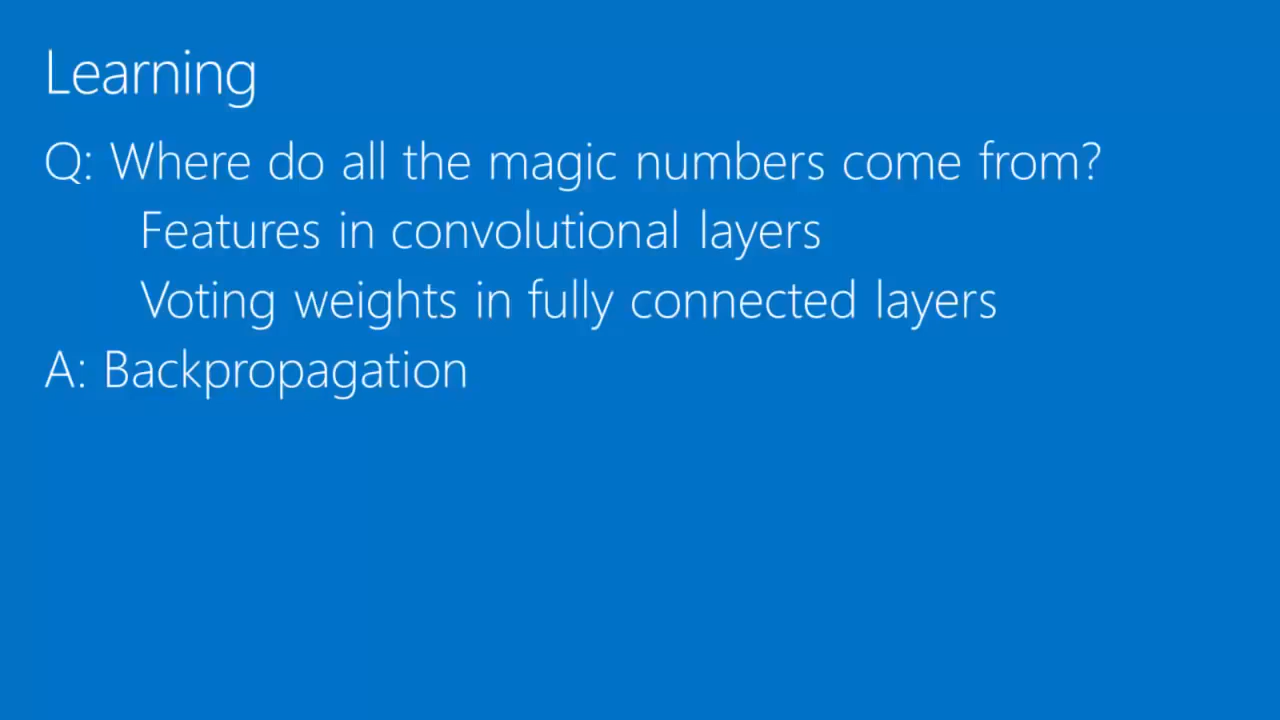 Learning
Q: Where do all the magic numbers come from?
Features in convolutional layers
Voting weights in fully connected layers
A: Backpropagation